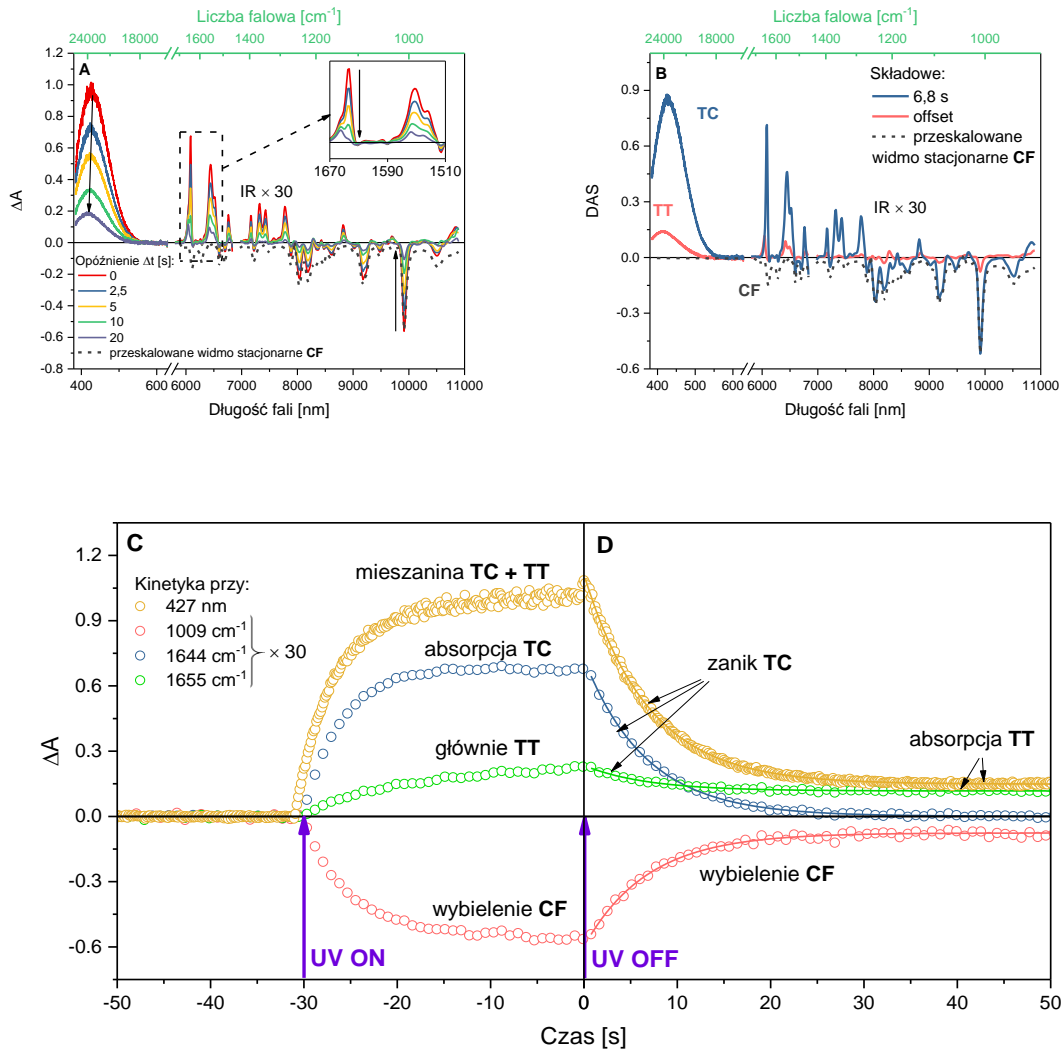 Liczba falowa [cm⁻¹]
24000 18000 1600 1400 1200 1000
A
1.2
1.0
0.8
0.6
0.4
0.2
0.0
-0.2
-0.4
-0.6
-0.8
ΔA
1670 1590 1510
IR × 30
Opóźnienie Δt [s]:
0
2,5
5
10
20
przeskalowane widmo stacjonarne CF
400 600 6000 7000 8000 9000 10000 11000
Długość fali [nm]
Liczba falowa [cm⁻¹]
24000 18000 1600 1400 1200 1000
B
Składowe:
6,8 s
offset
przeskalowane
widmo stacjonarne CF
TC
TT
CF
IR × 30
0.9
0.6
0.3
0.0
-0.3
-0.6
DAS
400 500 600 6000 7000 8000 9000 10000 11000
Długość fali [nm]
C
D
Kinetyka przy:
427 nm
1009 cm⁻¹
1644 cm⁻¹
1655 cm⁻¹
× 30
mieszanina TC + TT
absorpcja TC
głównie TT
wybielenie CF
zanik TC
absorpcja TT
wybielenie CF
UV ON
UV OFF
1.2
0.9
0.6
0.3
0.0
-0.3
-0.6
ΔA
-50 -40 -30 -20 -10 0 10 20 30 40 50
Czas [s]